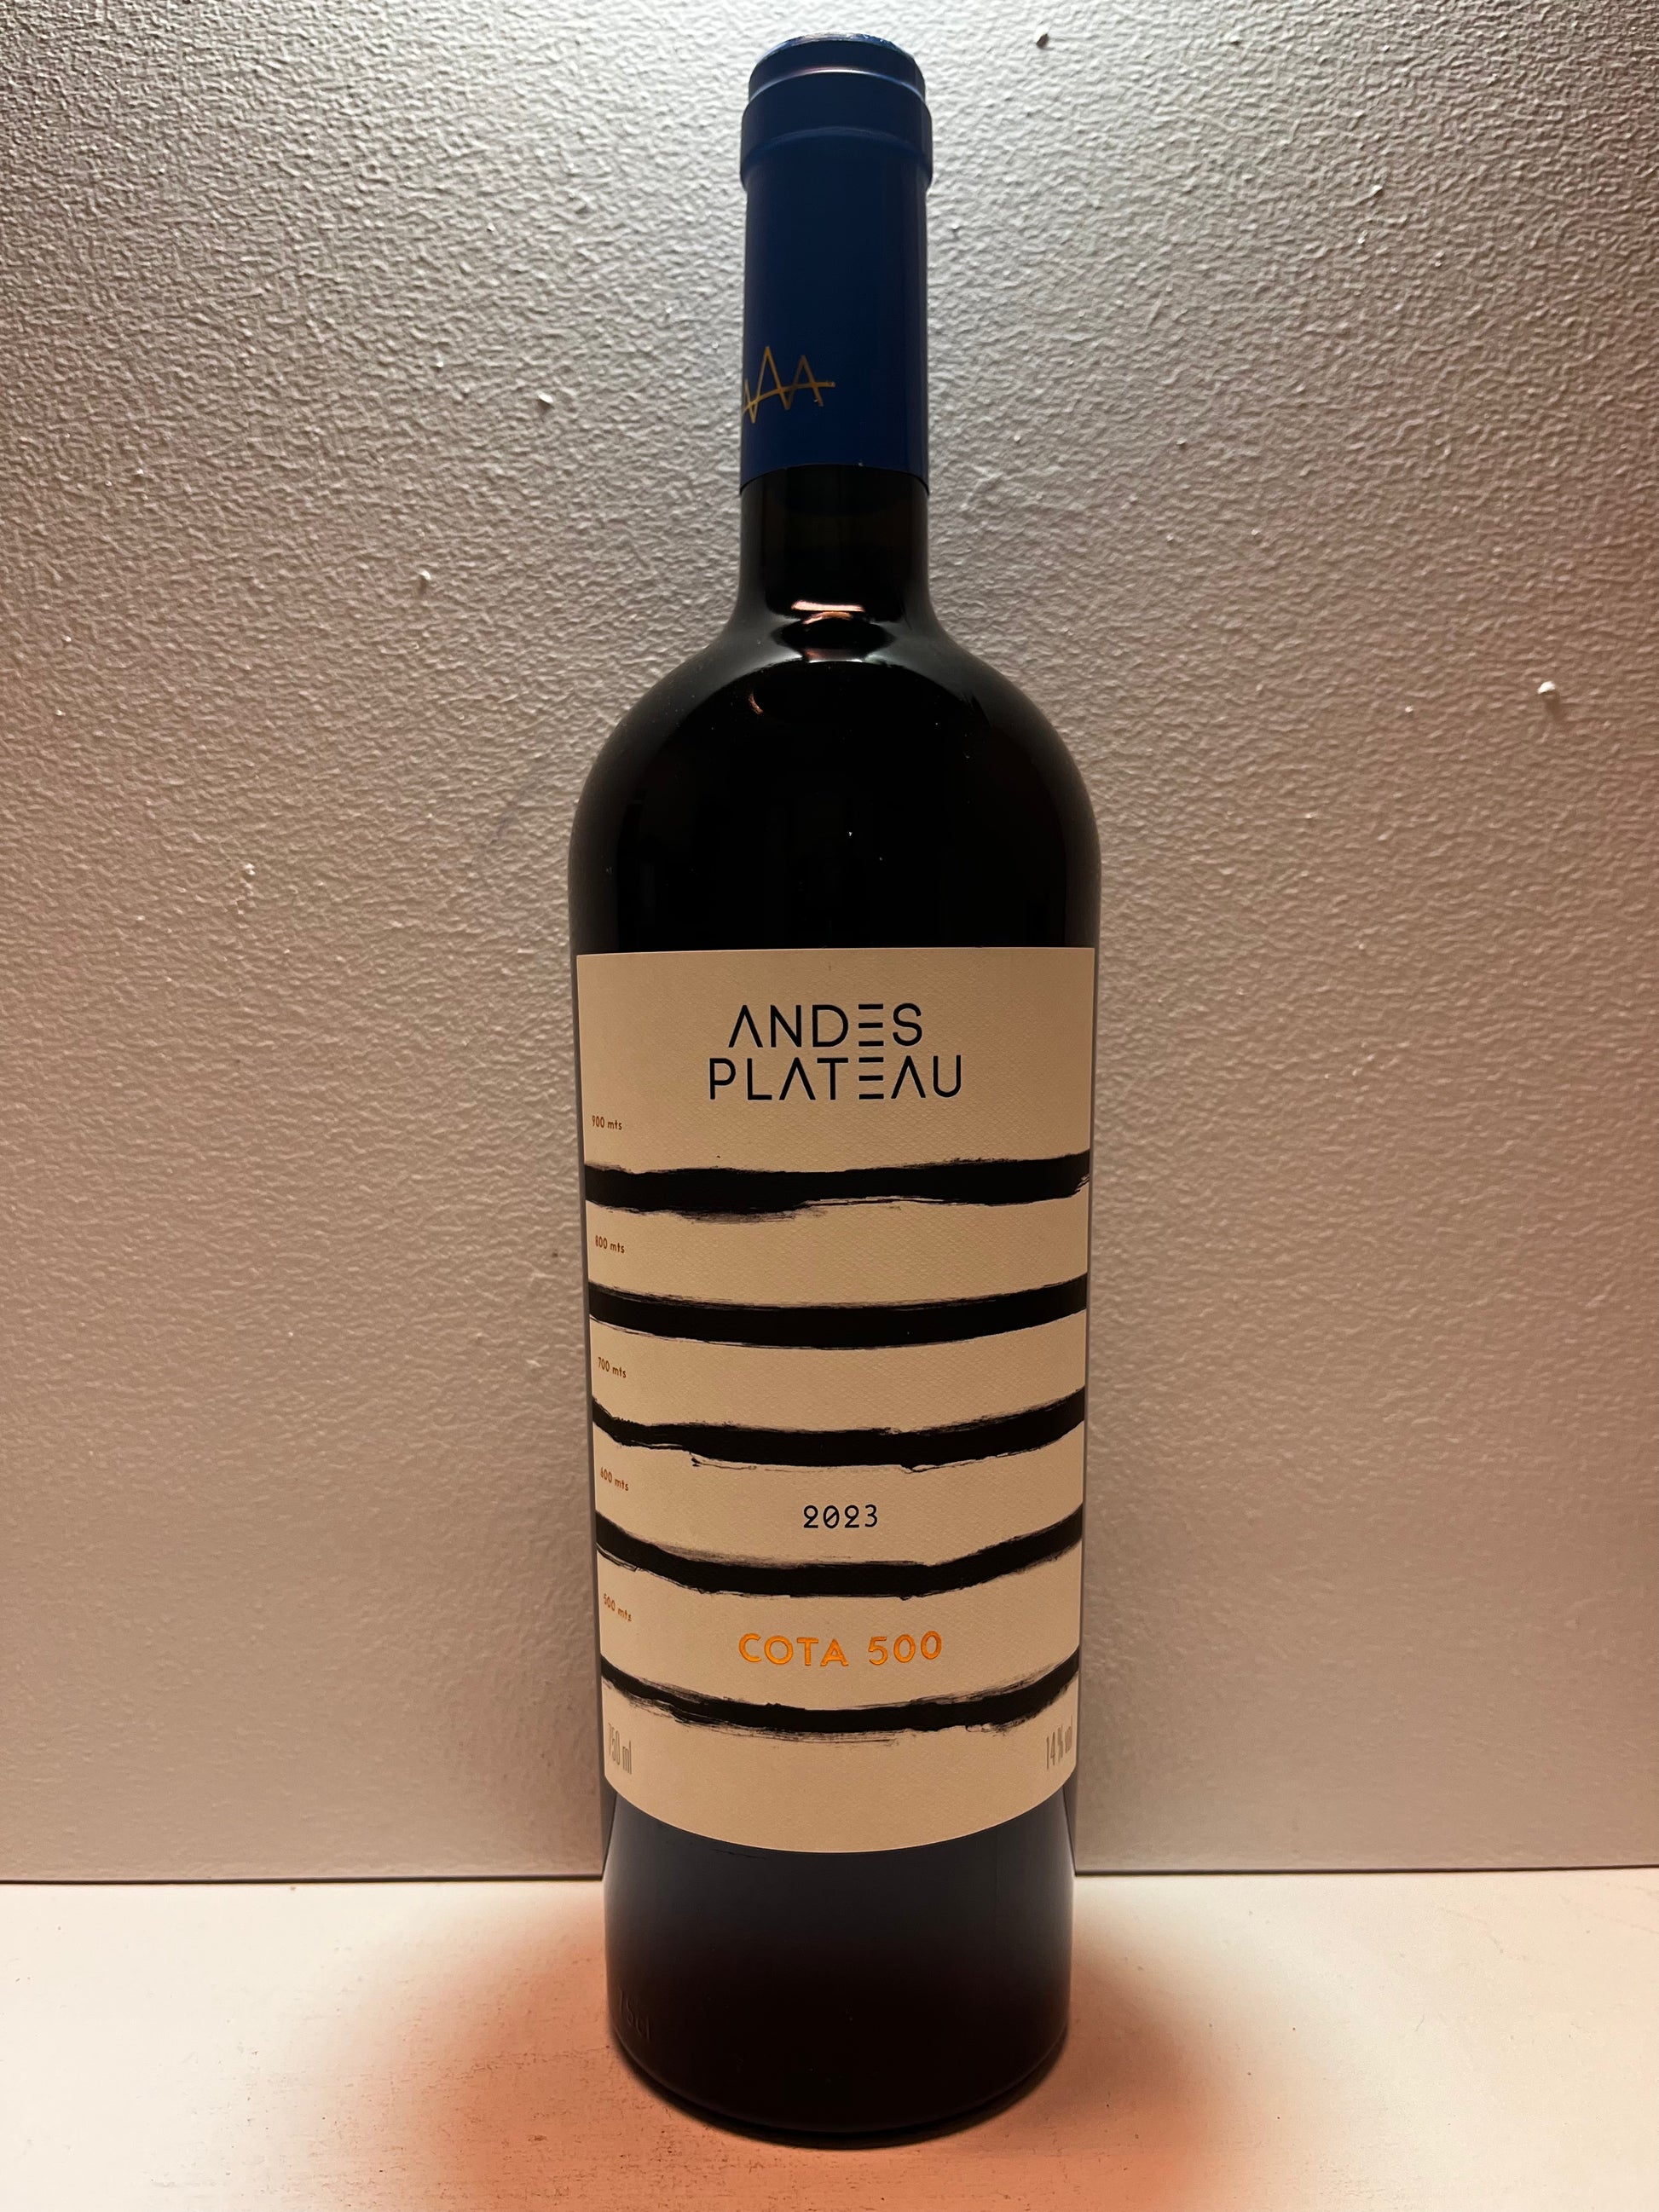 ANDES
PLATEAU
900 mts
800 mts
700 mts
600 mts
2023
500 mts
COTA 500
750 ml
14 % vol
75cl